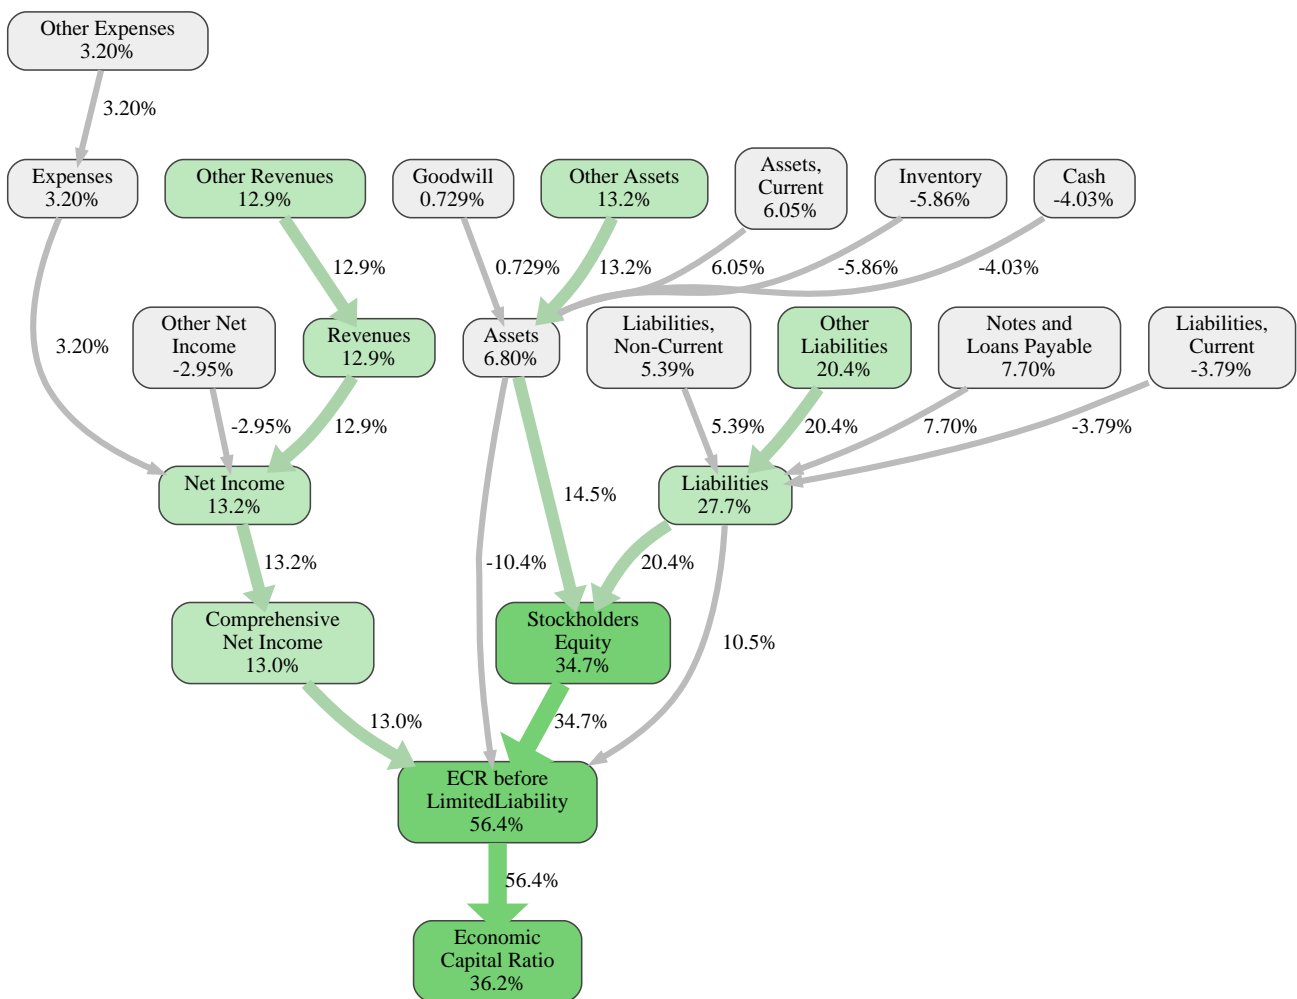 Other Expenses
3.20%
3.20%
Expenses
3.20%
Other Revenues
12.9%
Goodwill
0.729%
Other Assets
13.2%
Assets,
Current
6.05%
Inventory
-5.86%
Cash
-4.03%
12.9%
0.729%
13.2%
6.05%
-5.86%
-4.03%
3.20%
Other Net
Income
-2.95%
Revenues
12.9%
Assets
6.80%
Liabilities,
Non-Current
5.39%
Other
Liabilities
20.4%
Notes and
Loans Payable
7.70%
Liabilities,
Current
-3.79%
-2.95%
12.9%
5.39%
20.4%
7.70%
-3.79%
Net Income
13.2%
14.5%
Liabilities
27.7%
13.2%
-10.4%
20.4%
Comprehensive
Net Income
13.0%
Stockholders
Equity
34.7%
10.5%
13.0%
34.7%
ECR before
LimitedLiability
56.4%
56.4%
Economic
Capital Ratio
36.2%